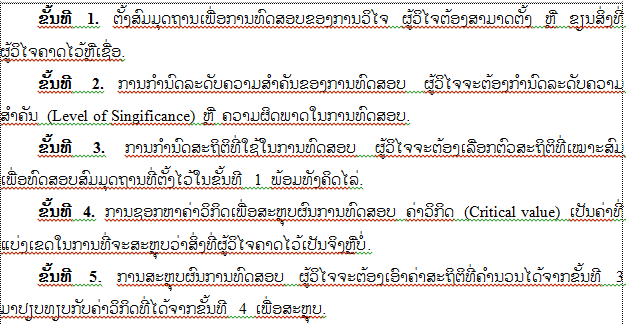 ຂັ້ນທີ 1. ຕັ້ງສົມມຸດຖານເພື່ອການທົດສອບຂອງການວິໄຈ ຜູ້ວິໄຈຕ້ອງສາມາດຕັ້ງ ຫຼື ຂຽນສິ່ງທີ່
ຜູ້ວິໄຈຄາດໄວ້ຫຼືເຊື່ອ.
ຂັ້ນທີ 2. ການກຳນົດລະດັບຄວາມສຳຄັນຂອງການທົດສອບ ຜູ້ວິໄຈຈະຕ້ອງກຳນົດລະດັບຄວາມ
ສຳຄັນ (Level of Singificance) ຫຼື ຄວາມຜິດພາດໃນການທົດສອບ.
ຂັ້ນທີ 3. ການກຳນົດສະຖິຕິທີ່ໃຊ້ໃນການທົດສອບ ຜູ້ວິໄຈຈະຕ້ອງເລືອກຕົວສະຖິຕິທີ່ເໝາະສົມ
ເພື່ອທົດສອບສົມມຸດຖານທີ່ຕັ້ງໄວ້ໃນຂັ້ນທີ 1 ພ້ອມທັງຄິດໄລ່.
ຂັ້ນທີ 4. ການຊອກຫາຄ່າວິກິດເພື່ອສະຫຼຸບຜົນການທົດສອບ ຄ່າວິກິດ (Critical value) ເປັນຄ່າທີ່
ແບ່ງເຂດໃນການທີ່ຈະສະຫຼຸບວ່າສິ່ງທີ່ຜູ້ວິໄຈຄາດໄວ້ເປັນຈິງຫຼືບໍ່.
ຂັ້ນທີ 5. ການສະຫຼຸບຜົນການທົດສອບ ຜູ້ວິໄຈຈະຕ້ອງເອົາຄ່າສະຖິຕິທີ່ຄຳນວນໄດ້ຈາກຂັ້ນທີ 3
ມາປຽບທຽບກັບຄ່າວິກິດທີ່ໄດ້ຈາກຂັ້ນທີ 4 ເພື່ອສະຫຼຸບ.